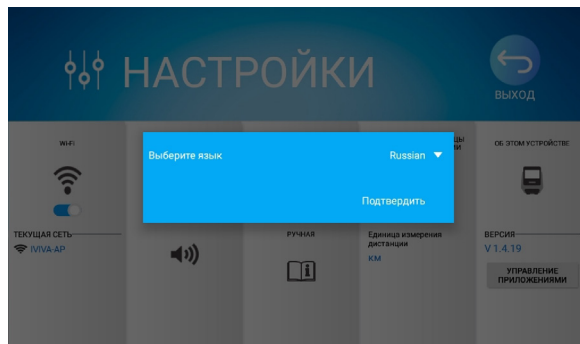 НАСТРОЙКИ
ВЫХОД
WI-FI
ОБ ЭТОМ УСТРОЙСТВЕ
Выберите язык
Russian
Подтвердить
ТЕКУЩАЯ СЕТЬ
IVIVA-AP
РУЧНАЯ
Единица измерения
дистанции
КМ
ВЕРСИЯ
V 1.4.19
УПРАВЛЕНИЕ
ПРИЛОЖЕНИЯМИ